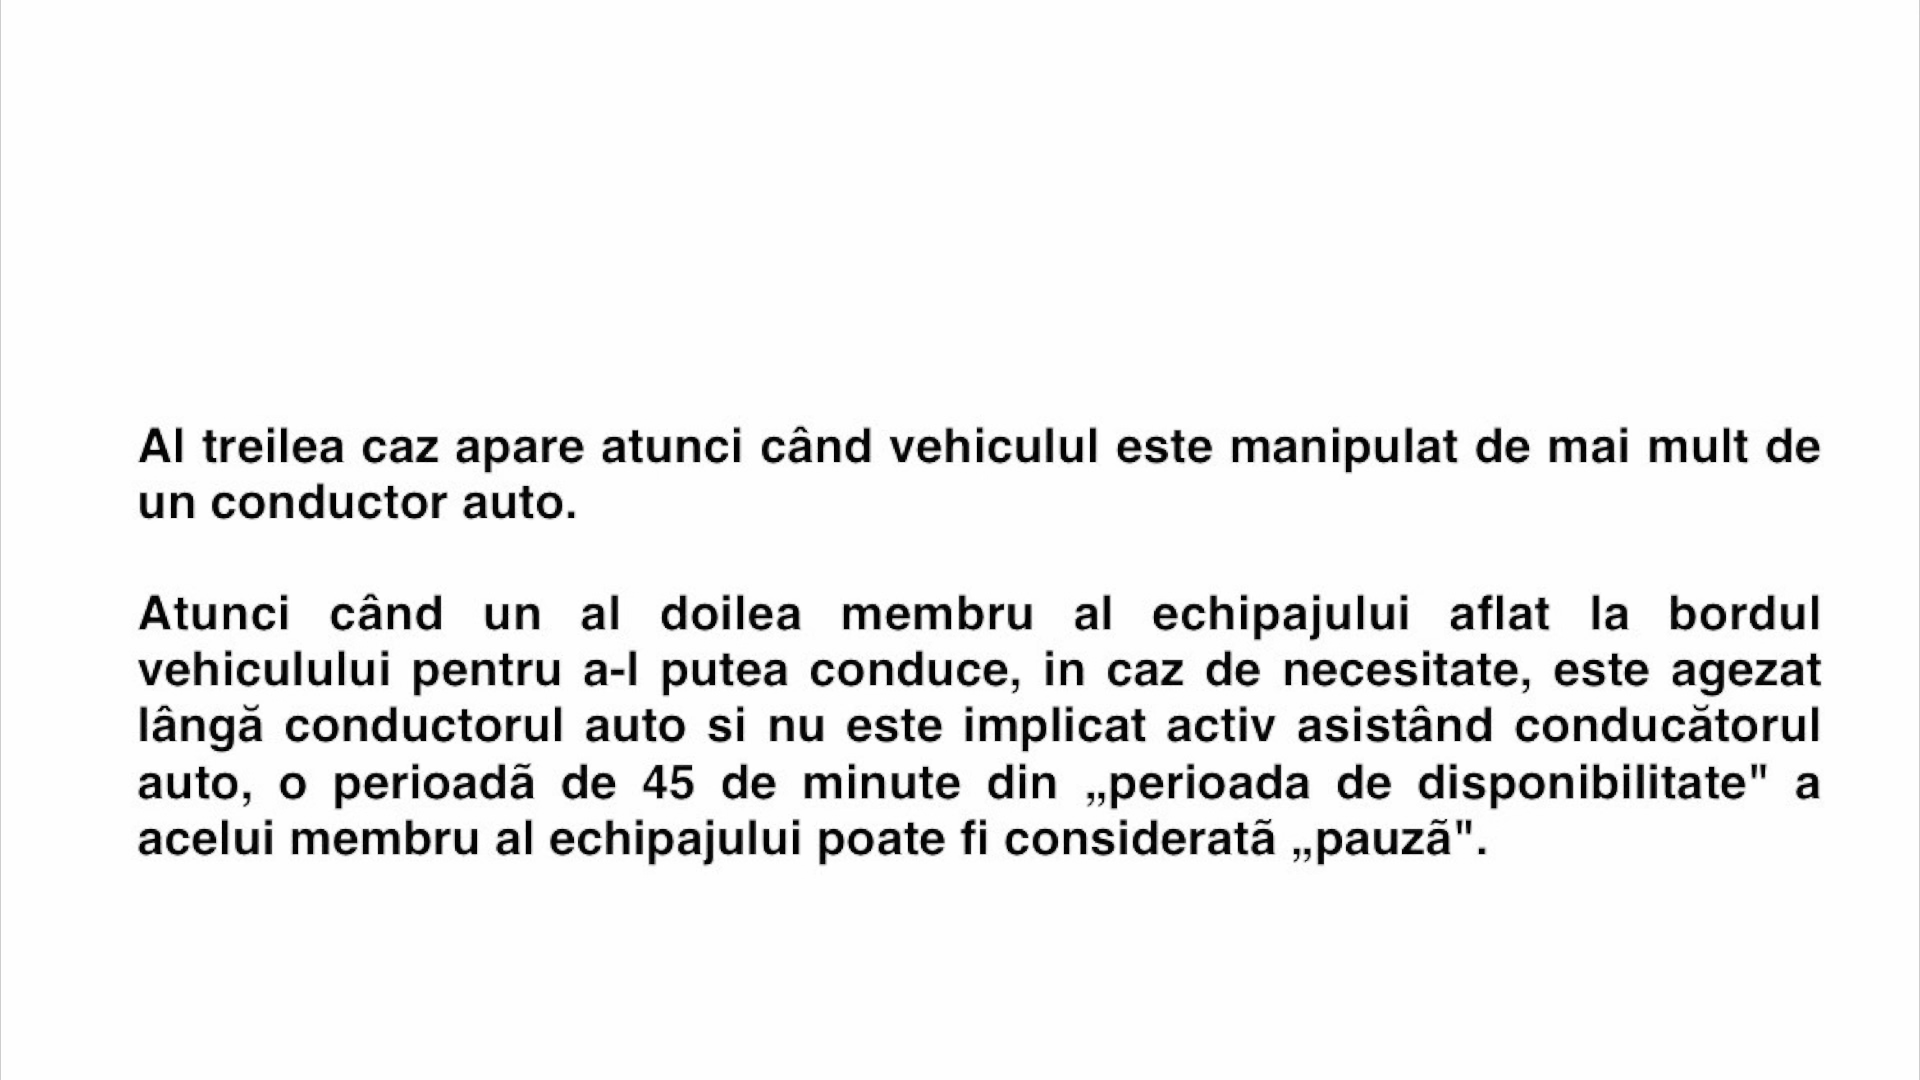 Al treilea caz apare atunci când vehiculul este manipulat de mai mult de
un conductor auto.
Atunci când un al doilea membru al echipajului aflat la bordul
vehiculului pentru a-l putea conduce, in caz de necesitate, este agezat
lângă conductorul auto si nu este implicat activ asistând conducătorul
auto, o perioadã de 45 de minute din „perioada de disponibilitate" a
acelui membru al echipajului poate fi consideratã „pauzã".